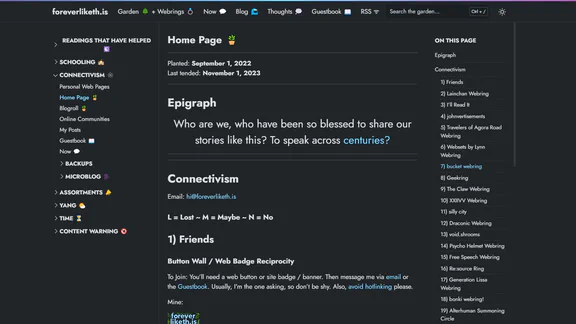 foreverliketh.is
Garden 🌳 + Webrings 💍
Now 💬
Blog 🌊
Thoughts 💭
Guestbook 📖
RSS
Search the garden...
Ctrl + /
READINGS THAT HAVE HELPED
SCHOOLING
CONNECTIVISM
Personal Web Pages
Home Page
Blogroll
Online Communities
My Posts
Guestbook 📖
Now 💬
BACKUPS
MICROBLOG
ASSORTMENTS
YANG
TIME ⌛
CONTENT WARNING ⭕
Home Page 🪴
Planted: September 1, 2022
Last tended: November 1, 2023
Epigraph
Who are we, who have been so blessed to share our
stories like this? To speak across centuries?
Connectivism
Email: hi@foreverliketh.is
L = Lost ~ M = Maybe ~ N = No
1) Friends
Button Wall / Web Badge Reciprocity
To Join: You'll need a web button or site badge / banner. Then message me via email or
the Guestbook. Usually, I'm the one asking, so don't be shy. Also, avoid hotlinking please.
Mine:
forever
liketh.is
ON THIS PAGE
Epigraph
Connectivism
1) Friends
2) Lainchan Webring
3) I'll Read It
4) johnvertisements
5) Travelers of Agora Road
Webring
6) Websets by Lynn
Webring
7) bucket webring
8) Geekring
9) The Claw Webring
10) XXIIVV Webring
11) silly city
12) Draconic Webring
13) void.shrooms
14) Psycho Helmet Webring
15) Free Speech Webring
16) Re:source Ring
17) Generation Lissa
Webring
18) bonki webring!
19) Alterhuman Summoning
Circle